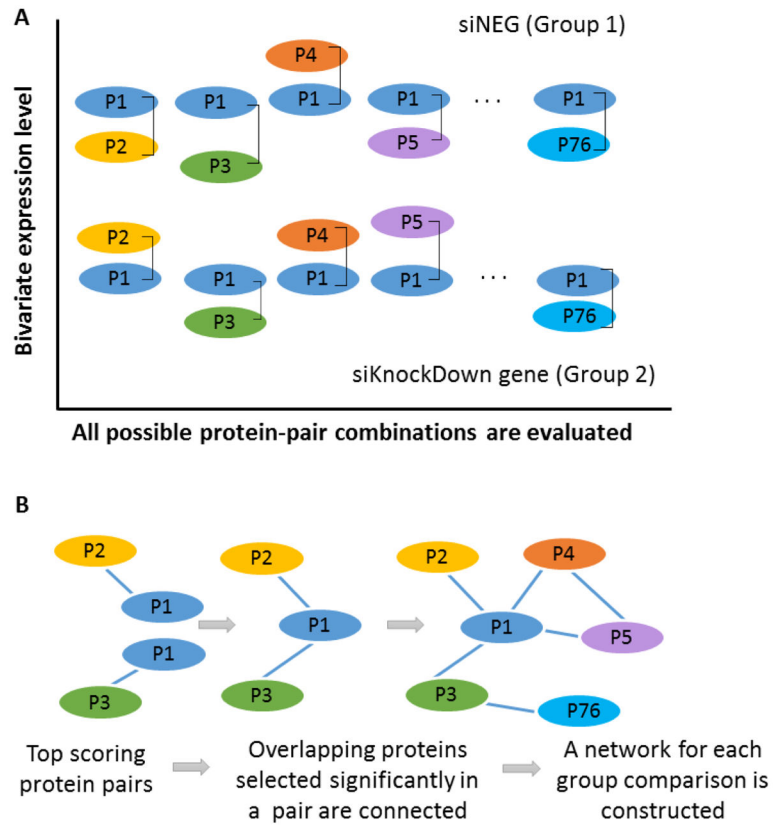 A
siNEG (Group 1)
P4
P1 P1 P1 P1 ... P1
P2 P3 P5 P76
P2 P4 P5
P1 P1 P1 P1 ... P1
P3 P76
siKnockDown gene (Group 2)
Bivariate expression level
All possible protein-pair combinations are evaluated
B
P2
P1
P1
P3
P2
P1
P3
P2 P4
P1 P5
P3 P76
Top scoring
protein pairs
Overlapping proteins
selected significantly in
a pair are connected
A network for each
group comparison is
constructed